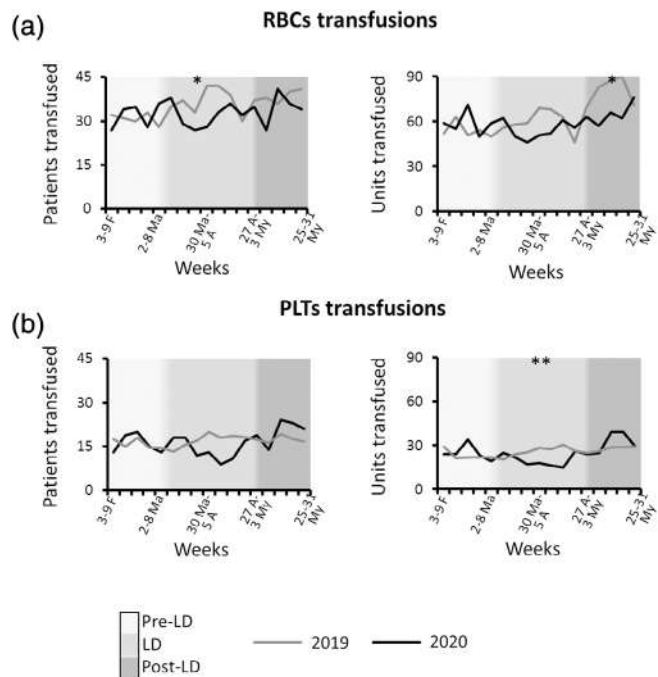 (a)
RBCs transfusions
Patients transfused
45
30
15
0
3-9 F
2-8 Ma
30 Ma-
5 A
27 A-
3 My
25-31
My
Weeks
*
Units transfused
90
60
30
0
3-9 F
2-8 Ma
30 Ma-
5 A
27 A-
3 My
25-31
My
Weeks
*
(b)
PLTs transfusions
Patients transfused
45
30
15
0
3-9 F
2-8 Ma
30 Ma-
5 A
27 A-
3 My
25-31
My
Weeks
Units transfused
90
60
30
0
3-9 F
2-8 Ma
30 Ma-
5 A
27 A-
3 My
25-31
My
Weeks
**
Pre-LD
LD
Post-LD
2019
2020